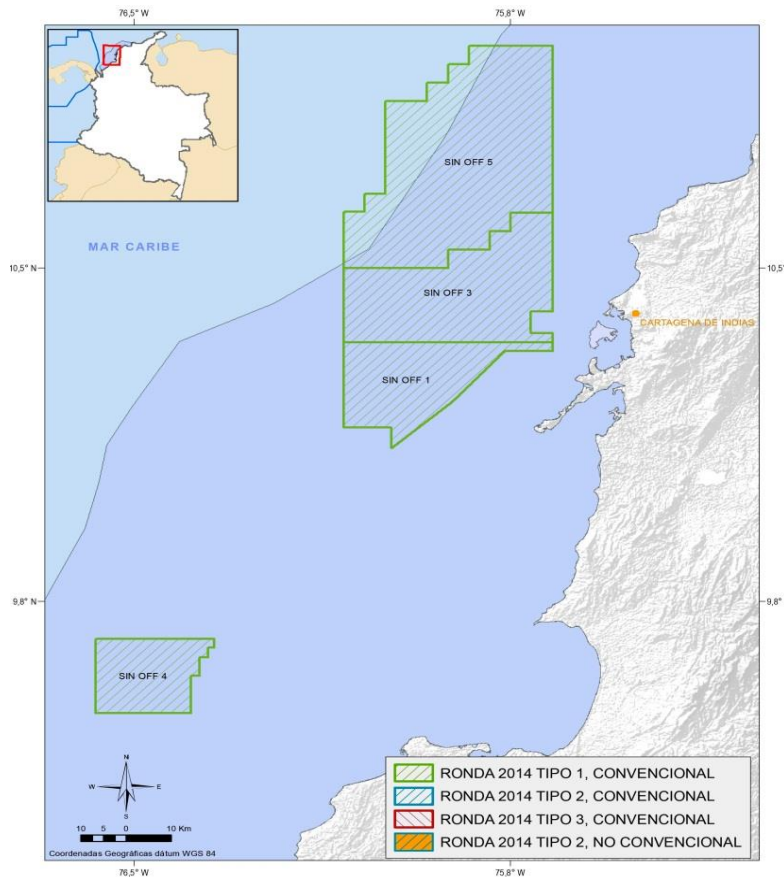 76,5° W
75,8° W
MAR CARIBE
SIN OFF 5
10,5° N
10,5° N
SIN OFF 3
CARTAGENA DE INDIAS
SIN OFF 1
9,8° N
9,8° N
SIN OFF 4
N
W
E
S
10 5 0 10 Km
Coordenadas Geográficas dátum WGS 84
RONDA 2014 TIPO 1, CONVENCIONAL
RONDA 2014 TIPO 2, CONVENCIONAL
RONDA 2014 TIPO 3, CONVENCIONAL
RONDA 2014 TIPO 2, NO CONVENCIONAL
76,5° W
75,8° W